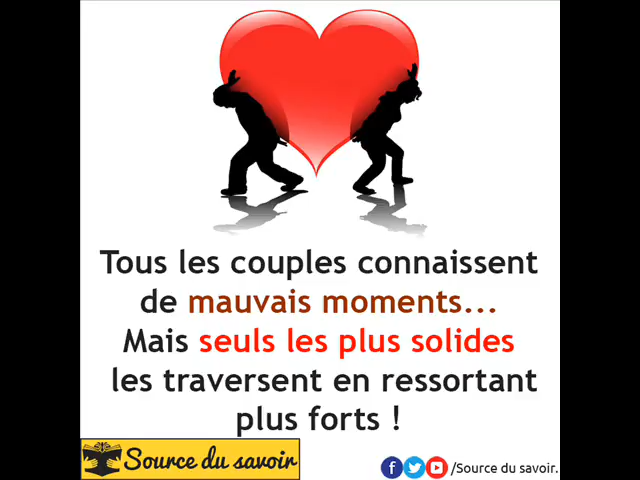 Tous les couples connaissent
de mauvais moments...
Mais seuls les plus solides
les traversent en ressortant
plus forts !
Source du savoir
/Source du savoir.